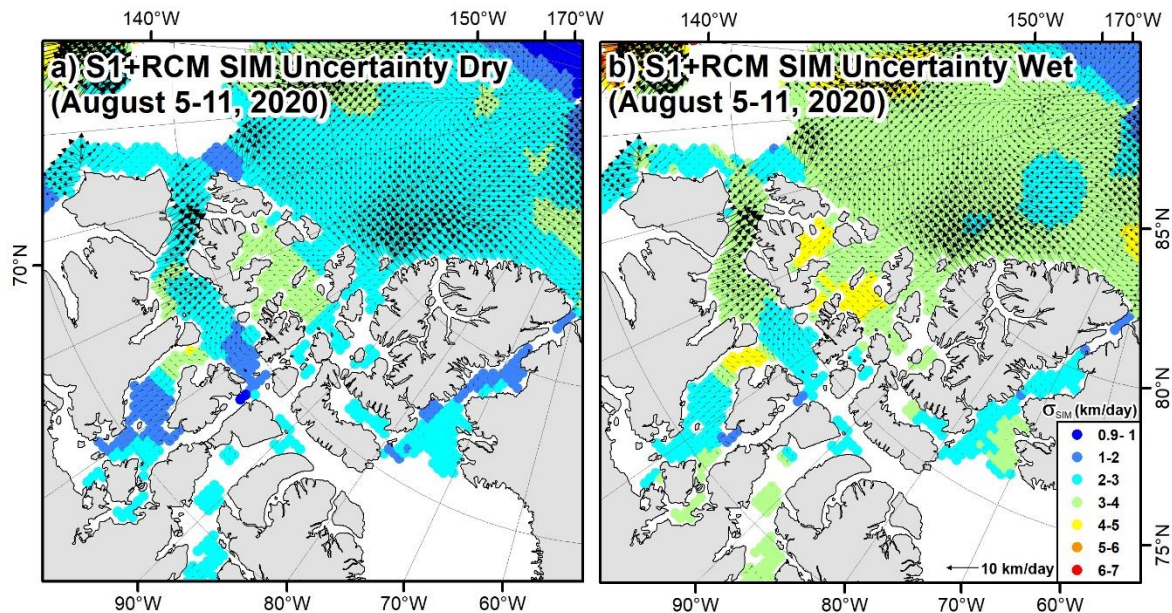 140°W 150°W 170°W 140°W 150°W 170°W
a) S1+RCM SIM Uncertainty Dry
(August 5-11, 2020)
b) S1+RCM SIM Uncertainty Wet
(August 5-11, 2020)
70°N
85°N
80°N
75°N
σSIM (km/day)
0.9- 1
1-2
2-3
3-4
4-5
5-6
6-7
10 km/day
90°W 80°W 70°W 60°W 90°W 80°W 70°W 60°W